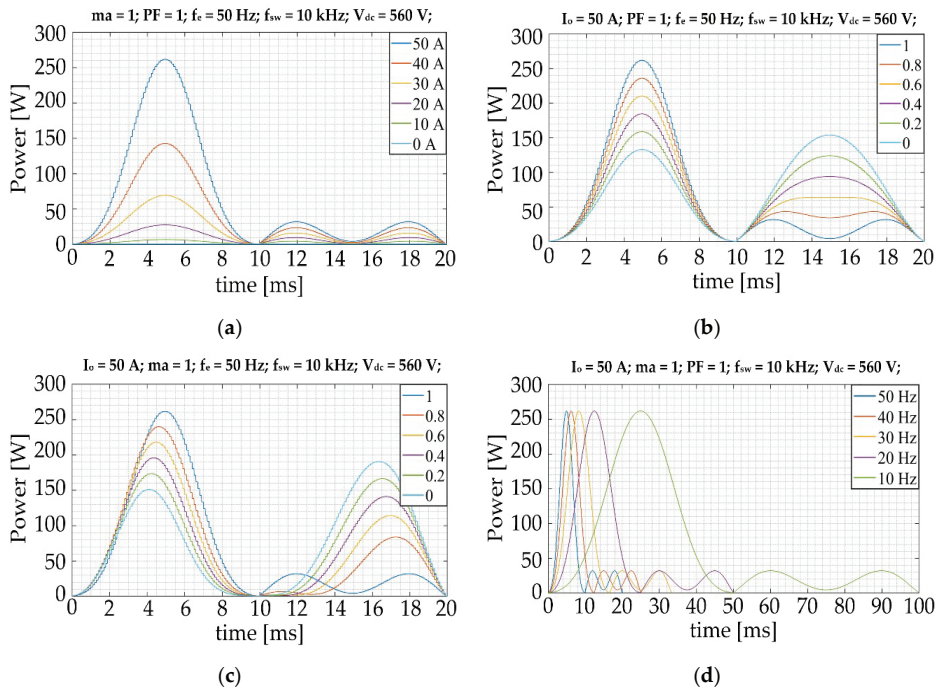 ma = 1; PF = 1; fₑ = 50 Hz; fₛw = 10 kHz; Vdc = 560 V;
Power [W]
300
250
200
150
100
50
0
50 A
40 A
30 A
20 A
10 A
0 A
0 2 4 6 8 10 12 14 16 18 20
time [ms]
(a)
Iₒ = 50 A; PF = 1; fₑ = 50 Hz; fsw = 10 kHz; Vdc = 560 V;
Power [W]
300
250
200
150
100
50
0
1
0.8
0.6
0.4
0.2
0
0 2 4 6 8 10 12 14 16 18 20
time [ms]
(b)
Iₒ = 50 A; ma = 1; fₑ = 50 Hz; fsw = 10 kHz; Vdc = 560 V;
Power [W]
300
250
200
150
100
50
0
1
0.8
0.6
0.4
0.2
0
0 2 4 6 8 10 12 14 16 18 20
time [ms]
(c)
Iₒ = 50 A; ma = 1; PF = 1; fsw = 10 kHz; Vdc = 560 V;
Power [W]
300
250
200
150
100
50
0
50 Hz
40 Hz
30 Hz
20 Hz
10 Hz
0 10 20 30 40 50 60 70 80 90 100
time [ms]
(d)